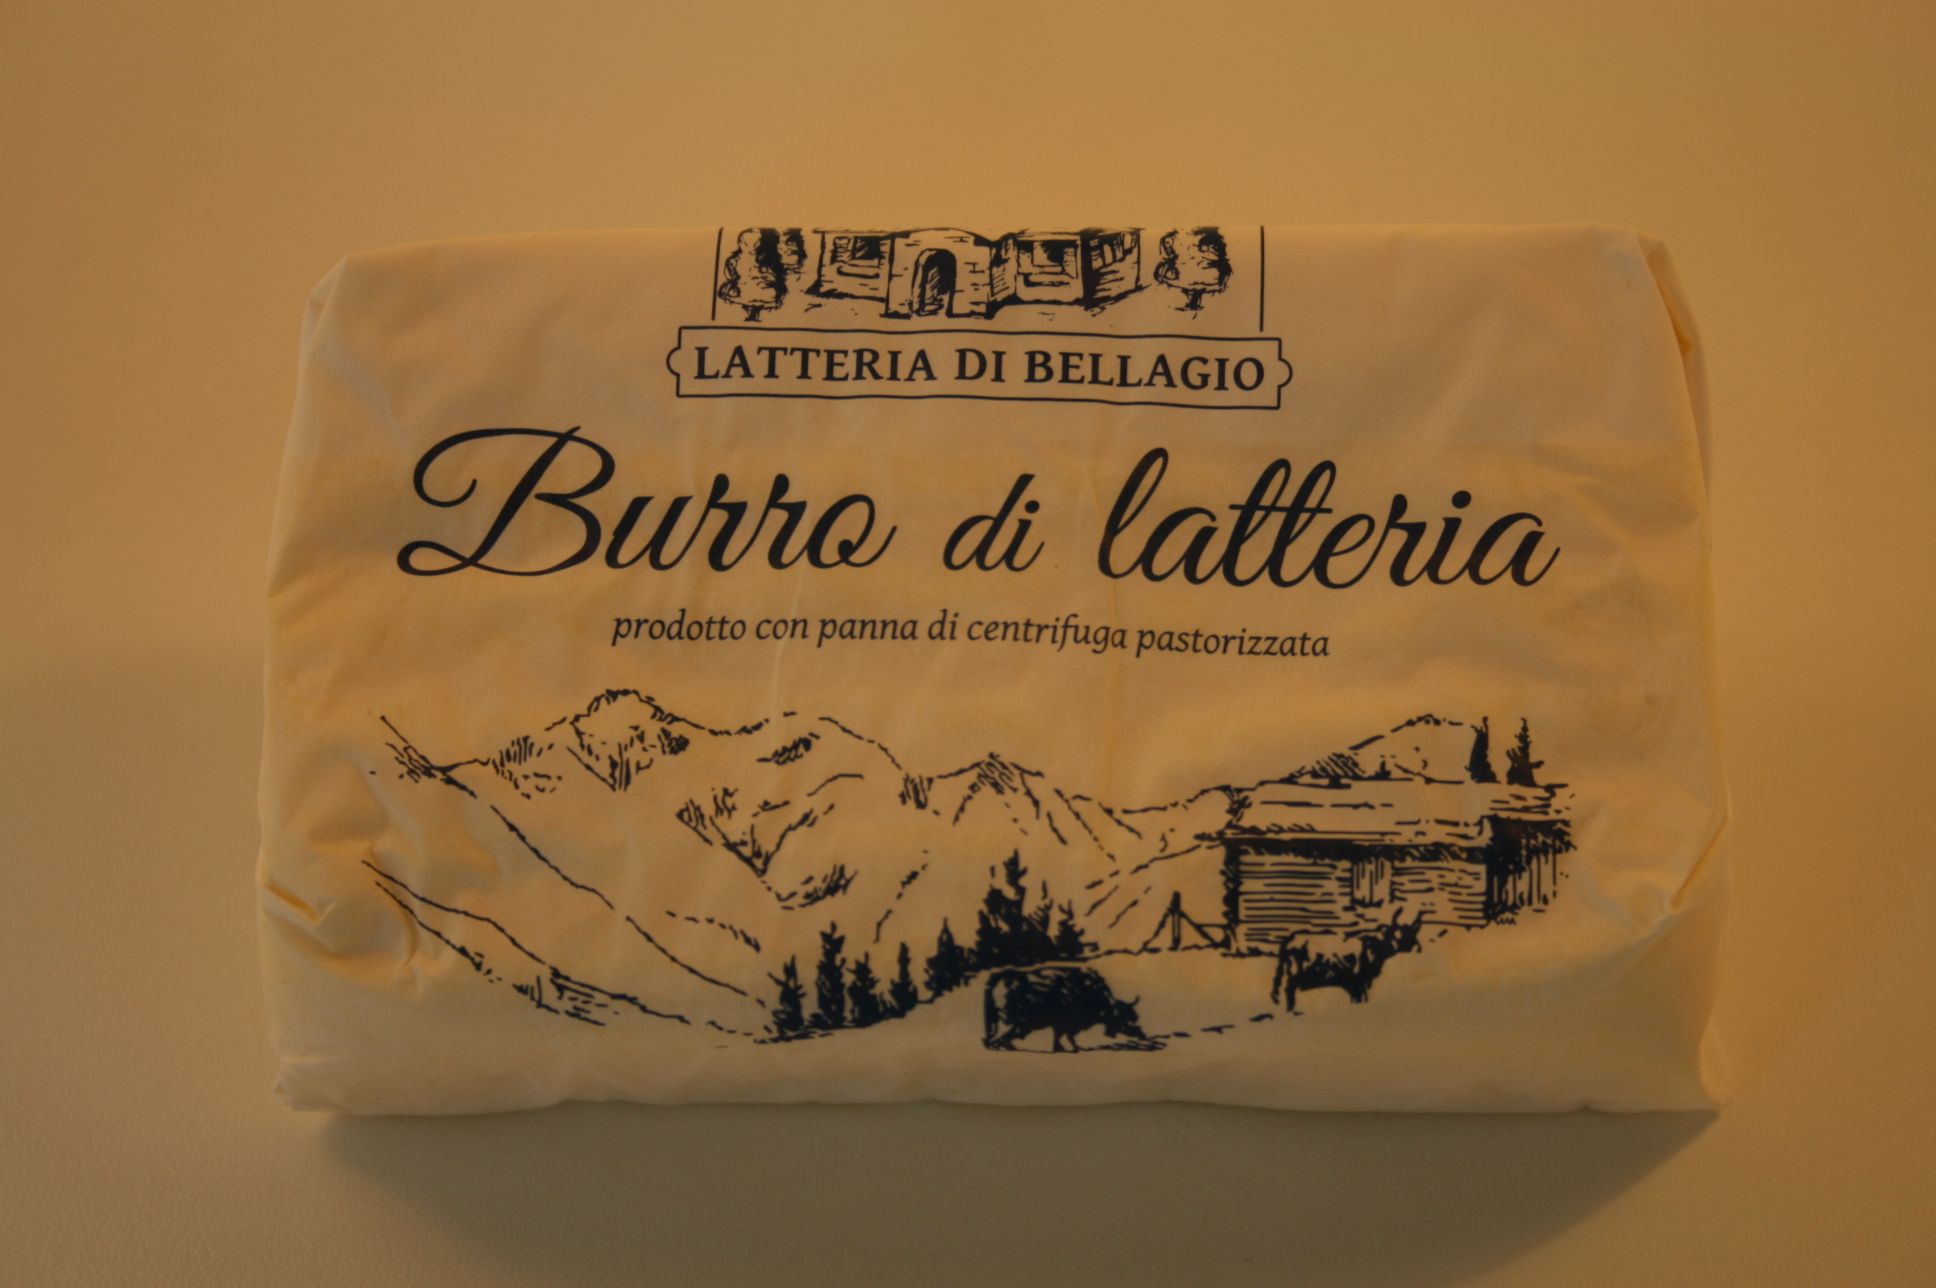 LATTERIA DI BELLAGIO
Burro di latteria
prodotto con panna di centrifuga pastorizzata